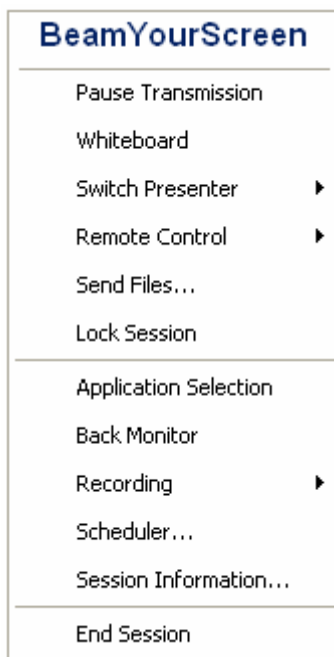 BeamYourScreen
Pause Transmission
Whiteboard
Switch Presenter
Remote Control
Send Files...
Lock Session
Application Selection
Back Monitor
Recording
Scheduler...
Session Information...
End Session